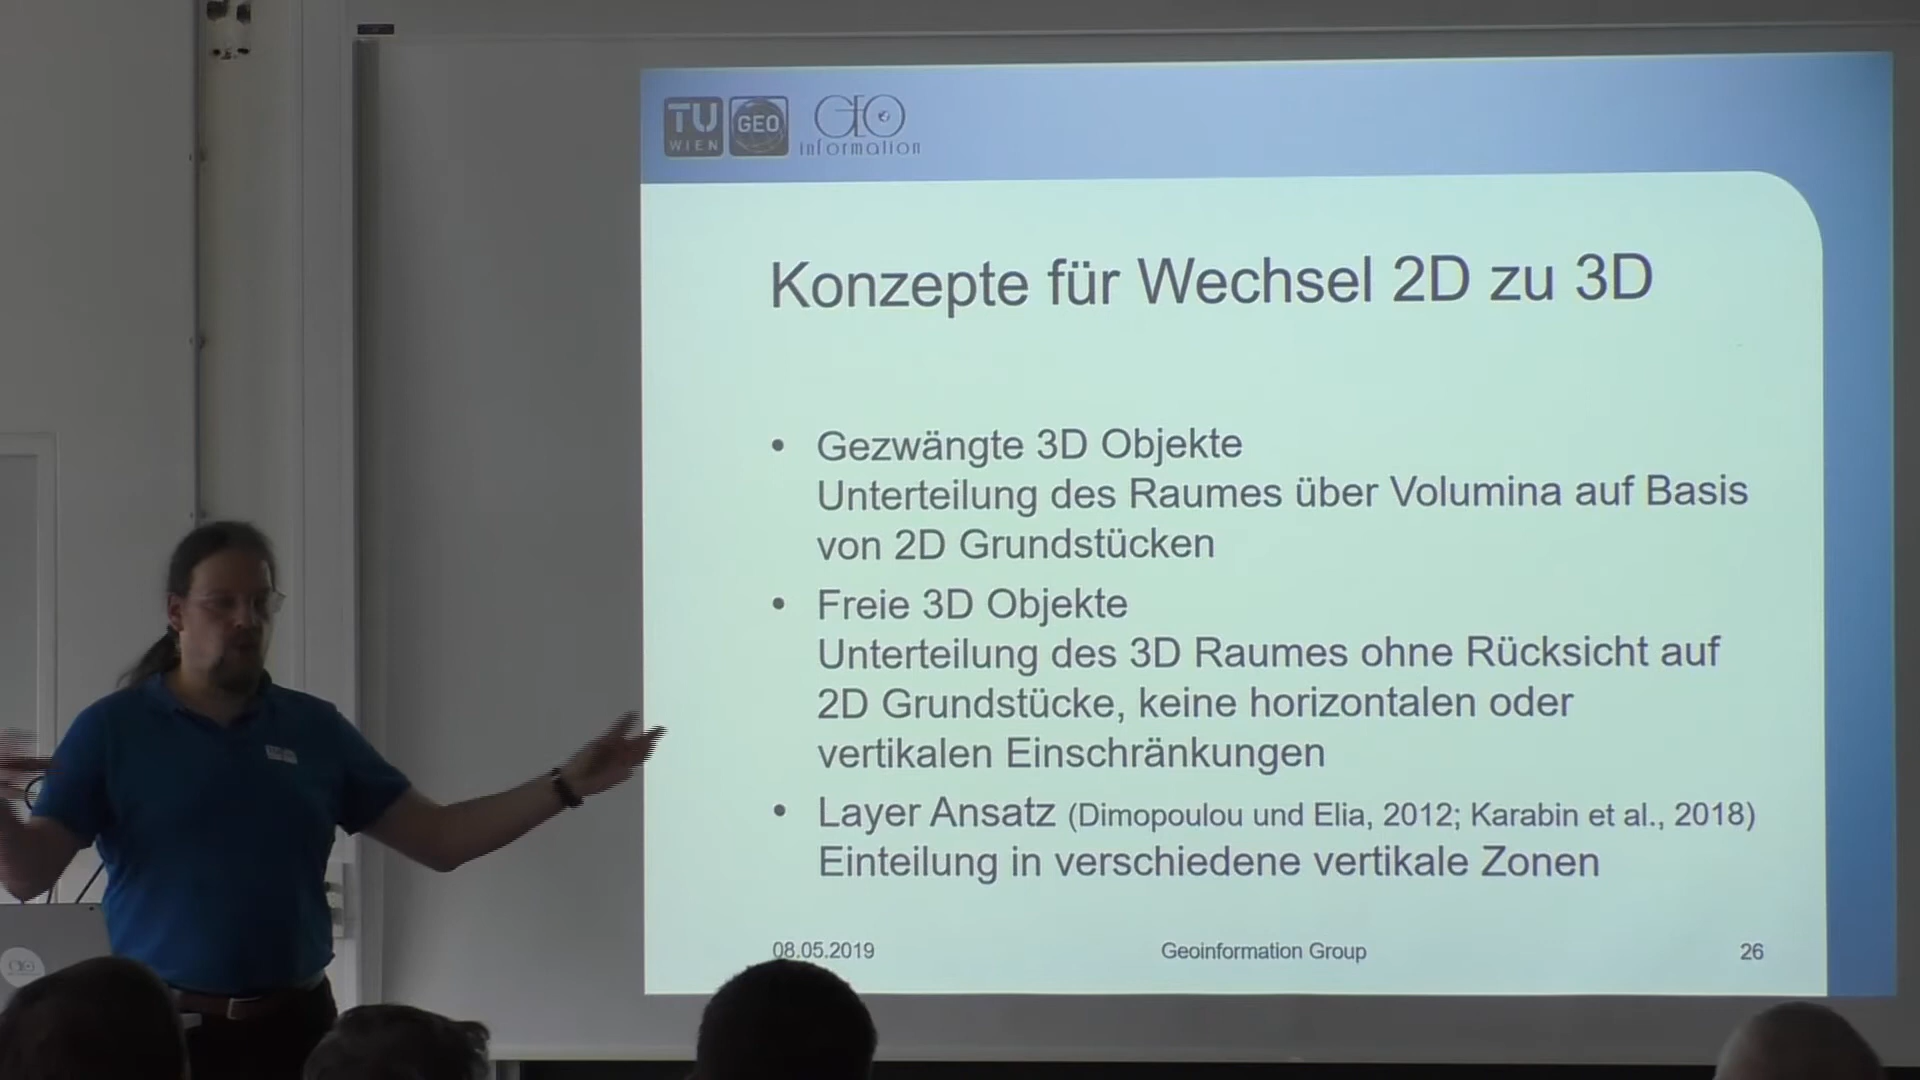 TU
WIEN
GEO
GEO
information
Konzepte für Wechsel 2D zu 3D
• Gezwängte 3D Objekte
Unterteilung des Raumes über Volumina auf Basis
von 2D Grundstücken
• Freie 3D Objekte
Unterteilung des 3D Raumes ohne Rücksicht auf
2D Grundstücke, keine horizontalen oder
vertikalen Einschränkungen
• Layer Ansatz (Dimopoulou und Elia, 2012; Karabin et al., 2018)
Einteilung in verschiedene vertikale Zonen
08.05.2019 Geoinformation Group 26